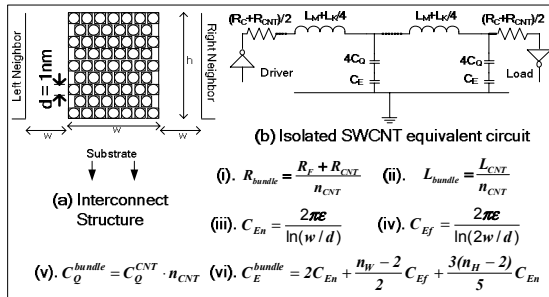 Left Neighbor
Right Neighbor
d = 1nm
h
w
w
w
Substrate
(a) Interconnect
Structure
(R_C+R_CNT)/2
L_M+L_K/4
L_M+L_K/4
(R_C+R_CNT)/2
4C_Q
C_E
4C_Q
C_E
Driver
Load
(b) Isolated SWCNT equivalent circuit
(i). R_bundle = (R_F + R_CNT) / n_CNT (ii). L_bundle = L_CNT / n_CNT
(iii) C_En = 2πε / ln(w/d) (iv). C_Ef = 2πε / ln(2w/d)
(v). C_Q^bundle = C_Q^CNT · n_CNT (vi). C_E^bundle = 2C_En + (n_W − 2)/2 C_Ef + 3(n_H − 2)/5 C_En